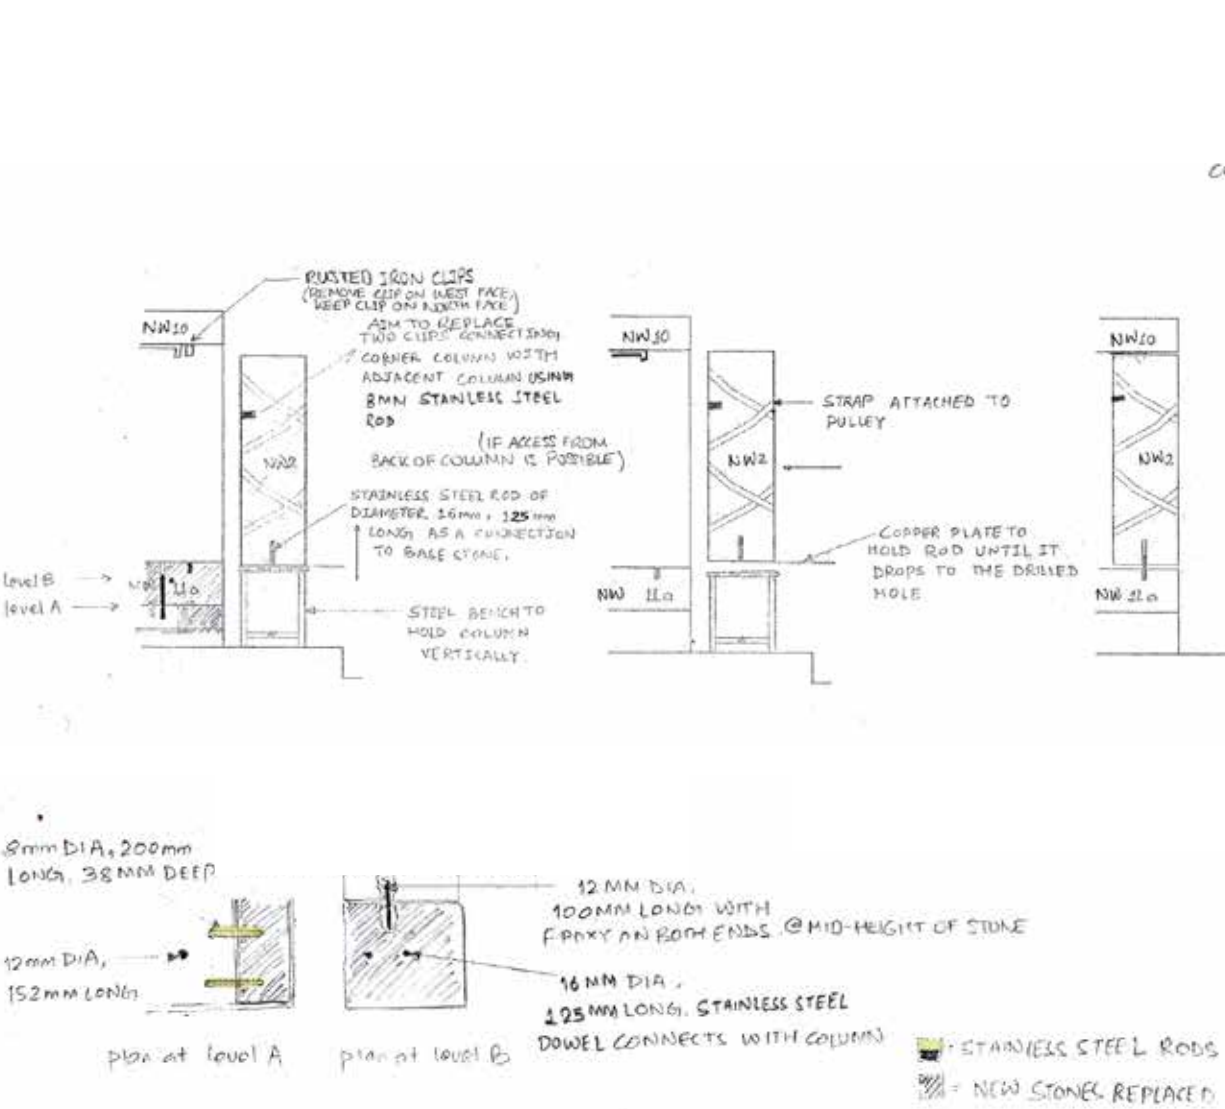 RUSTED IRON CLIPS
(REMOVE CLIP ON WEST FACE,
KEEP CLIP ON NORTH FACE)
AIM TO REPLACE
TWO CLIPS CONNECTING
CORNER COLUMN WITH
ADJACENT COLUMN USING
8MM STANLESS STEEL
ROD
(IF ACCESS FROM
BACK OF COLUMN IS POSSIBLE)
NW10
NW2
STAINLESS STEEL ROD OF
DIAMETER 16mm, 125 mm
LONG AS A CONNECTION
TO BASE STONE.
level B
level A
11a
STEEL BENCH TO
HOLD COLUMN
VERTICALLY.
NW10
STRAP ATTACHED TO
PULLEY
NW2
COPPER PLATE TO
HOLD ROD UNTIL IT
DROPS TO THE DRILLED
HOLE
NW 11a
NW10
NW2
NW 11a
8mm DIA, 200mm
LONG. 38MM DEEP
12mm DIA,
152mm LONG
plan at level A
12 MM DIA.
100MM LONG WITH
EPOXY ON BOTH ENDS @ MID-HEIGHT OF STONE
16 MM DIA.
125 MM LONG. STAINLESS STEEL
DOWEL CONNECTS WITH COLUMN
plan at level B
- STAINLESS STEEL RODS
= NEW STONES REPLACED